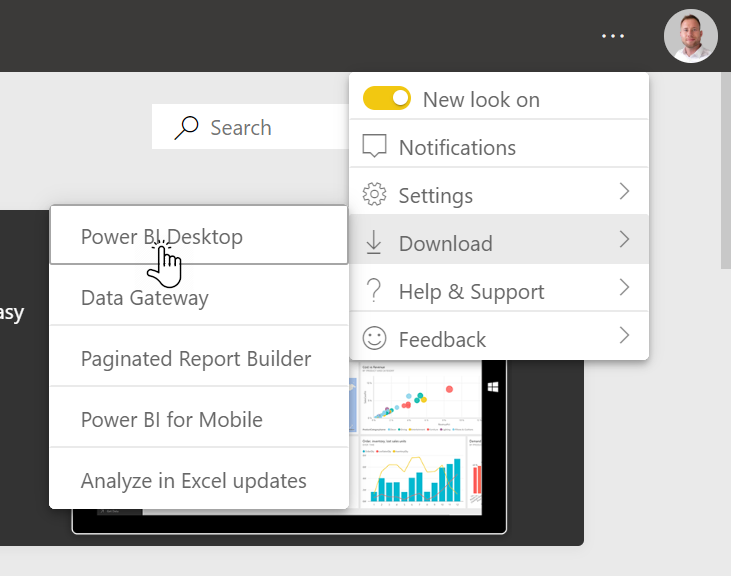 New look on
Search
Notifications
Settings
Power BI Desktop
Download
Data Gateway
Help & Support
asy
Feedback
Paginated Report Builder
Power BI for Mobile
Analyze in Excel updates